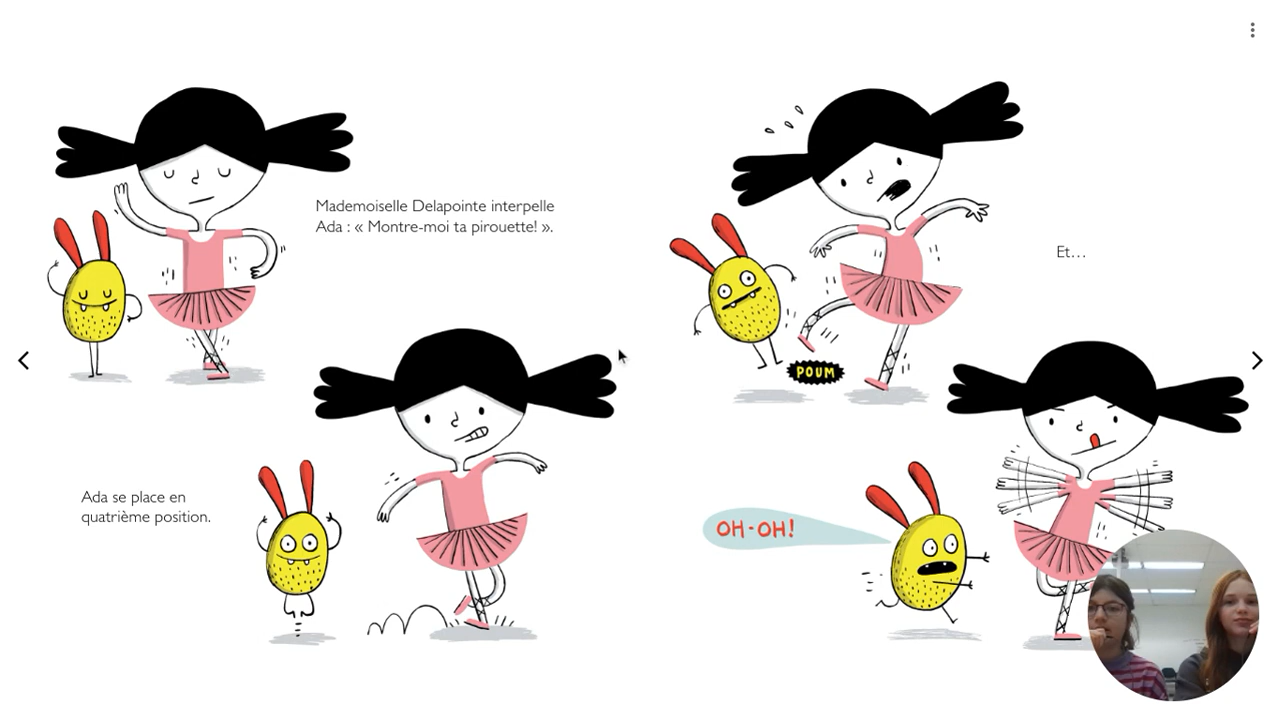 Mademoiselle Delapointe interpelle
Ada : « Montre-moi ta pirouette! ».
Ada se place en
quatrième position.
Et…
POUM
OH-OH!